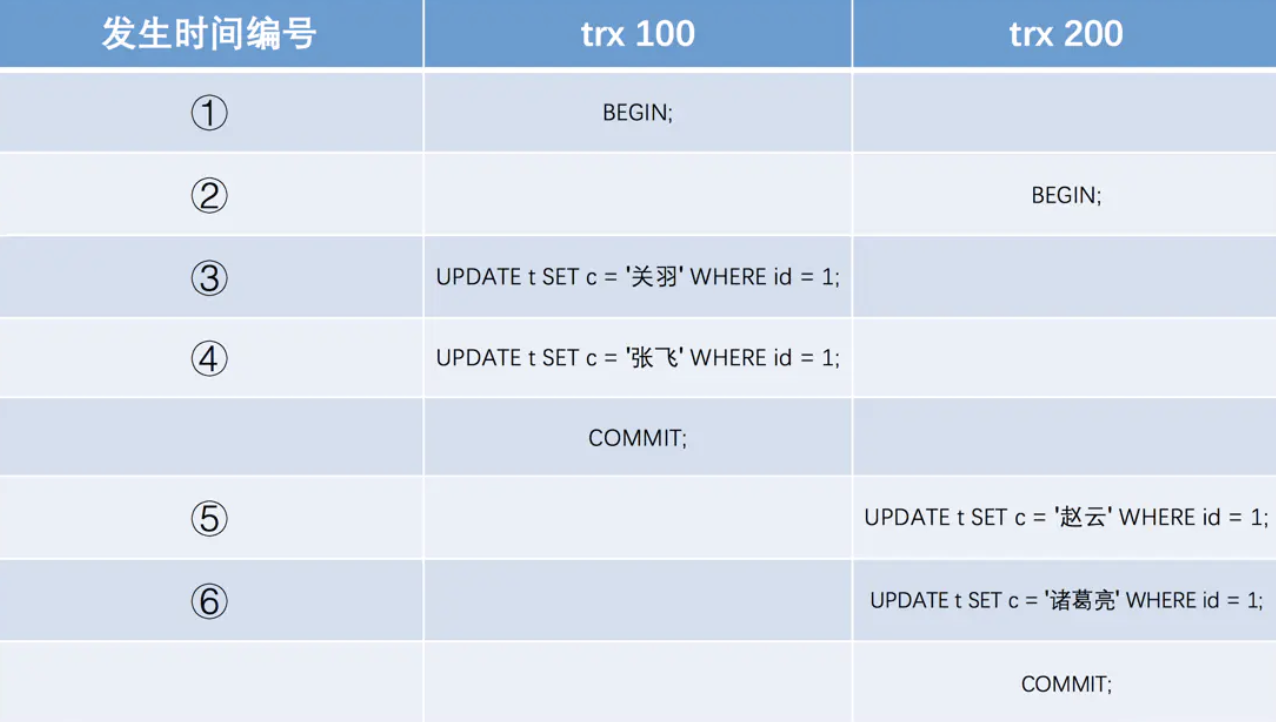 发生时间编号 trx 100 trx 200
① BEGIN;
② BEGIN;
③ UPDATE t SET c = '关羽' WHERE id = 1;
④ UPDATE t SET c = '张飞' WHERE id = 1;
COMMIT;
⑤ UPDATE t SET c = '赵云' WHERE id = 1;
⑥ UPDATE t SET c = '诸葛亮' WHERE id = 1;
COMMIT;